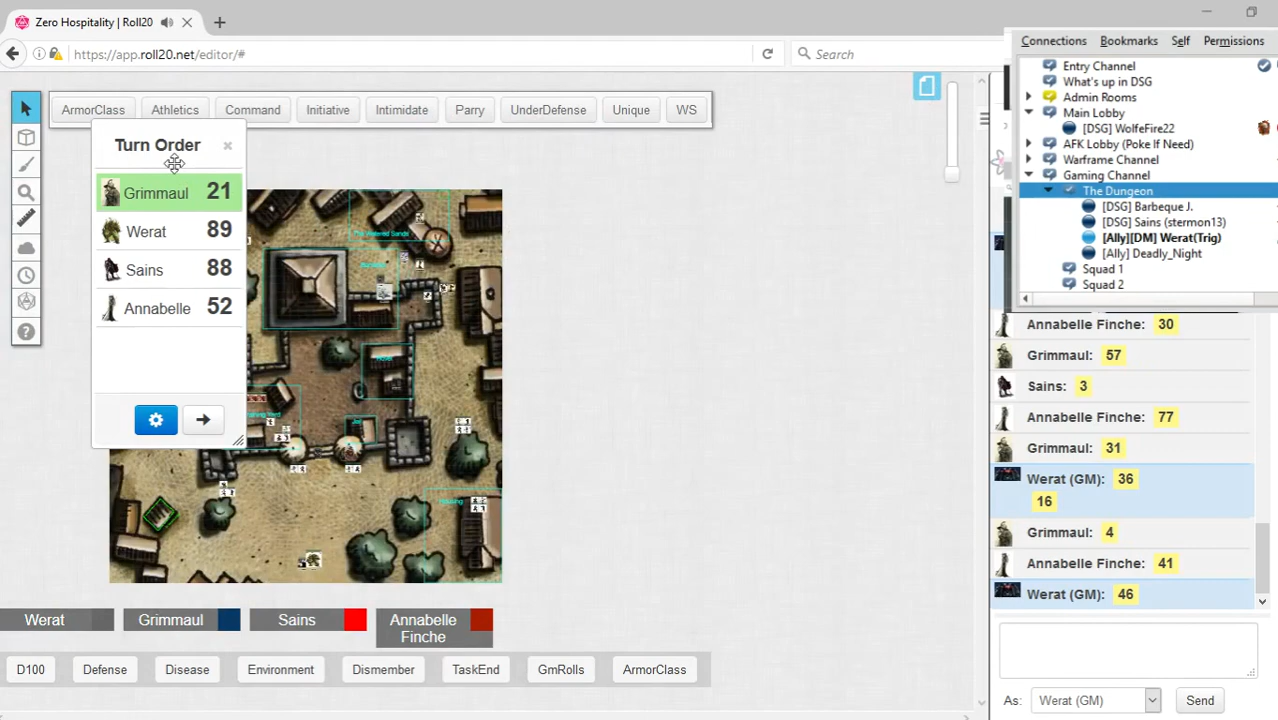 Zero Hospitality | Roll20
https://app.roll20.net/editor/#
Search
Connections Bookmarks Self Permissions
Entry Channel
What's up in DSG
Admin Rooms
Main Lobby
[DSG] WolfeFire22
AFK Lobby (Poke If Need)
Warframe Channel
Gaming Channel
The Dungeon
[DSG] Barbeque J.
[DSG] Sains (stermon13)
[Ally][DM] Werat(Trig)
[Ally] Deadly_Night
Squad 1
Squad 2
ArmorClass Athletics Command Initiative Intimidate Parry UnderDefense Unique WS
Turn Order
Grimmaul 21
Werat 89
Sains 88
Annabelle 52
The Watered Sands
Annabelle Finche: 30
Grimmaul: 57
Sains: 3
Annabelle Finche: 77
Grimmaul: 31
Werat (GM): 36
16
Grimmaul: 4
Annabelle Finche: 41
Werat (GM): 46
Werat Grimmaul Sains Annabelle Finche
D100 Defense Disease Environment Dismember TaskEnd GmRolls ArmorClass
As: Werat (GM) Send